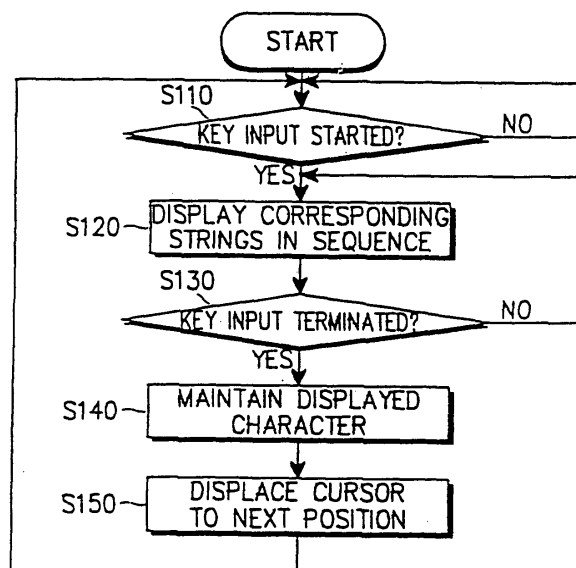 START
S110
KEY INPUT STARTED?
NO
YES
S120
DISPLAY CORRESPONDING
STRINGS IN SEQUENCE
S130
KEY INPUT TERMINATED?
NO
YES
S140
MAINTAIN DISPLAYED
CHARACTER
S150
DISPLACE CURSOR
TO NEXT POSITION